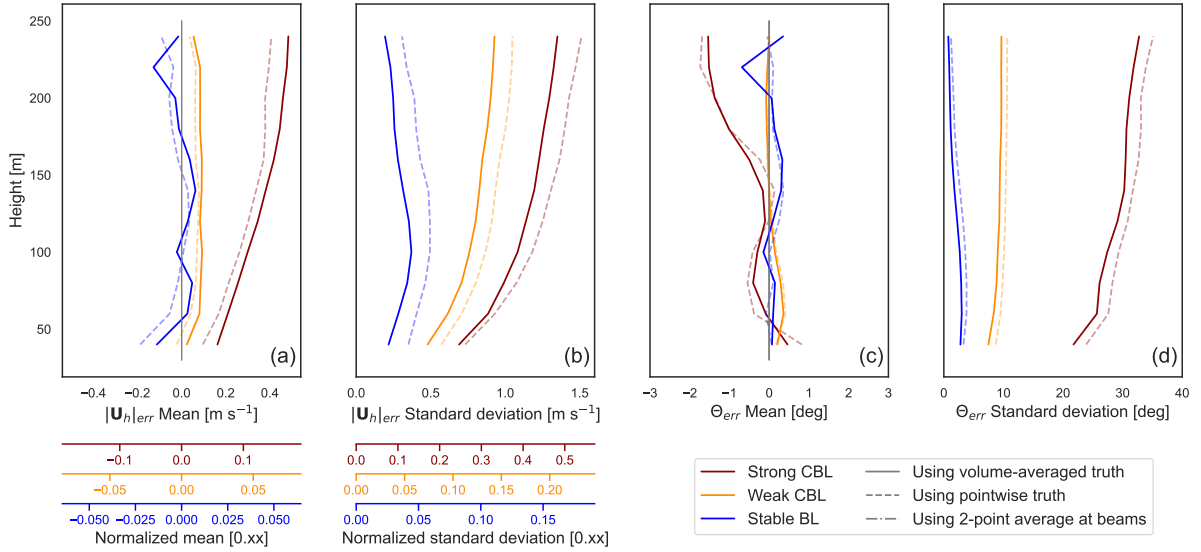 250
200
150
100
50
Height [m]
(a)
(b)
(c)
(d)
−0.4 −0.2 0.0 0.2 0.4
|U_h|_err Mean [m s⁻¹]
0.0 0.5 1.0 1.5
|U_h|_err Standard deviation [m s⁻¹]
−3 −2 −1 0 1 2 3
Θ_err Mean [deg]
0 10 20 30 40
Θ_err Standard deviation [deg]
−0.1 0.0 0.1
−0.05 0.00 0.05
−0.050 −0.025 0.000 0.025 0.050
Normalized mean [0.xx]
0.0 0.1 0.2 0.3 0.4 0.5
0.00 0.05 0.10 0.15 0.20
0.00 0.05 0.10 0.15
Normalized standard deviation [0.xx]
Strong CBL
Weak CBL
Stable BL
Using volume-averaged truth
Using pointwise truth
Using 2-point average at beams